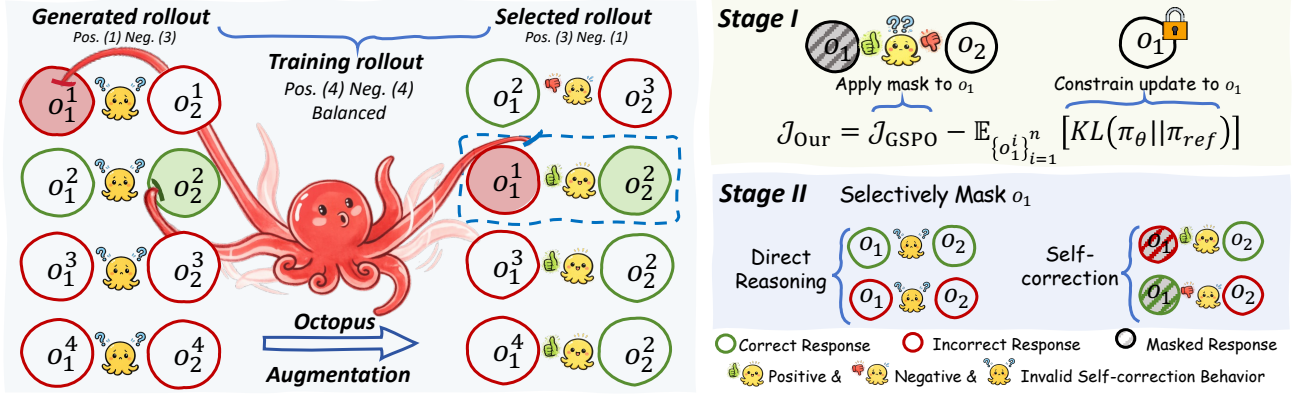 Generated rollout
Pos. (1) Neg. (3)
Selected rollout
Pos. (3) Neg. (1)
Training rollout
Pos. (4) Neg. (4)
Balanced
o_1^1 ?? o_2^1
o_1^2 ?? o_2^2
o_1^3 ?? o_2^3
o_1^4 ?? o_2^4
o_1^2 o_2^3
o_1^1 o_2^2
o_1^3 o_2^2
o_1^4 o_2^2
Octopus
Augmentation
Stage I
o_1 ?? o_2
o_1
Apply mask to o_1
Constrain update to o_1
𝒥_Our = 𝒥_GSPO − 𝔼_{{o_1^i}_{i=1}^n} [KL(π_θ||π_ref)]
Stage II Selectively Mask o_1
Direct
Reasoning
o_1 ?? o_2
o_1 ?? o_2
Self-
correction
o_1 o_2
o_1 o_2
Correct Response Incorrect Response Masked Response
Positive & Negative & ?? Invalid Self-correction Behavior